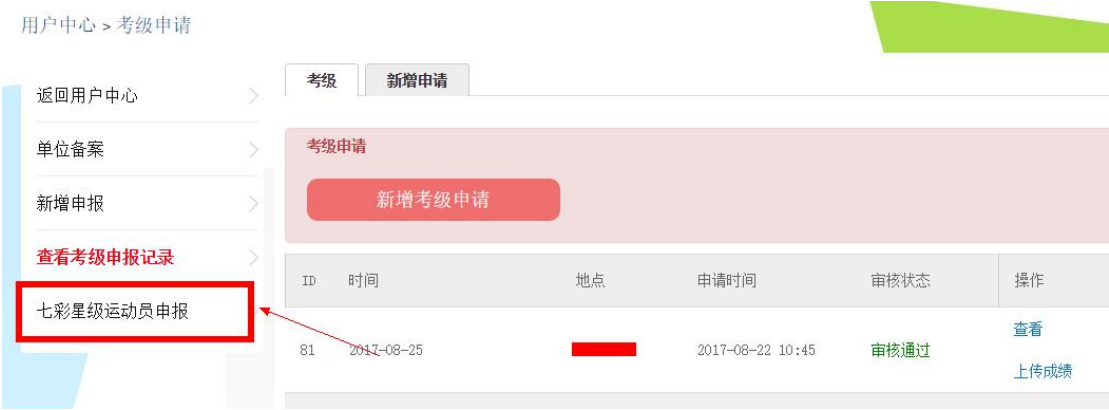 用户中心 > 考级申请
返回用户中心
单位备案
新增申报
查看考级申报记录
七彩星级运动员申报
考级 新增申请
考级申请
新增考级申请
ID 时间 地点 申请时间 审核状态 操作
81 2017-08-25 2017-08-22 10:45 审核通过 查看
上传成绩